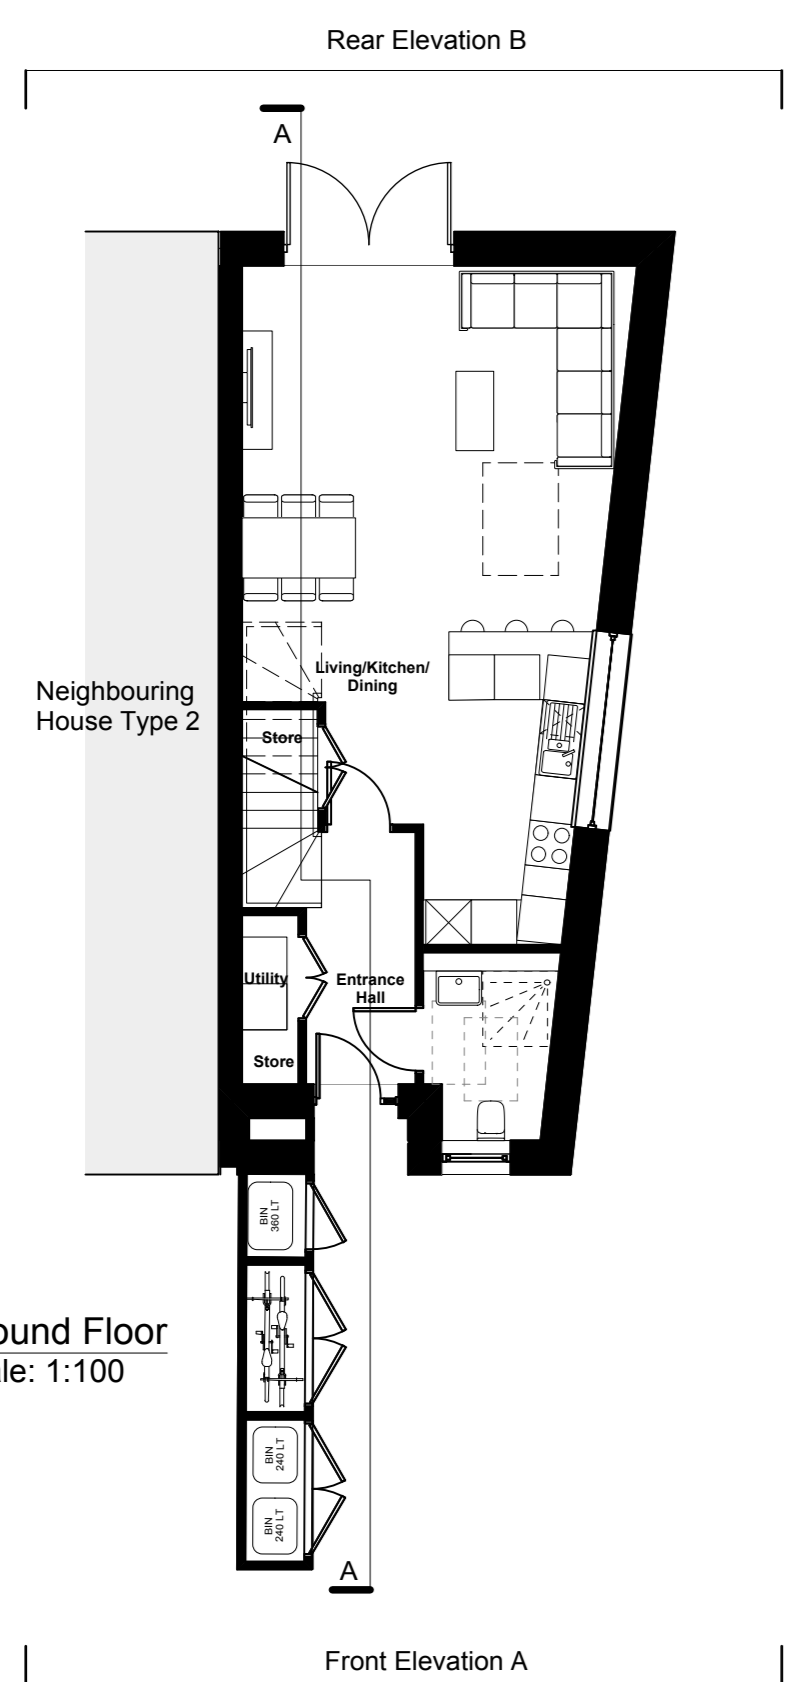 Rear Elevation B
A
Living/Kitchen/
Dining
Neighbouring
House Type 2
Store
Utility
Entrance
Hall
Store
BIN
360 LT
ound Floor
ale: 1:100
BIN
240 LT
BIN
240 LT
A
Front Elevation A